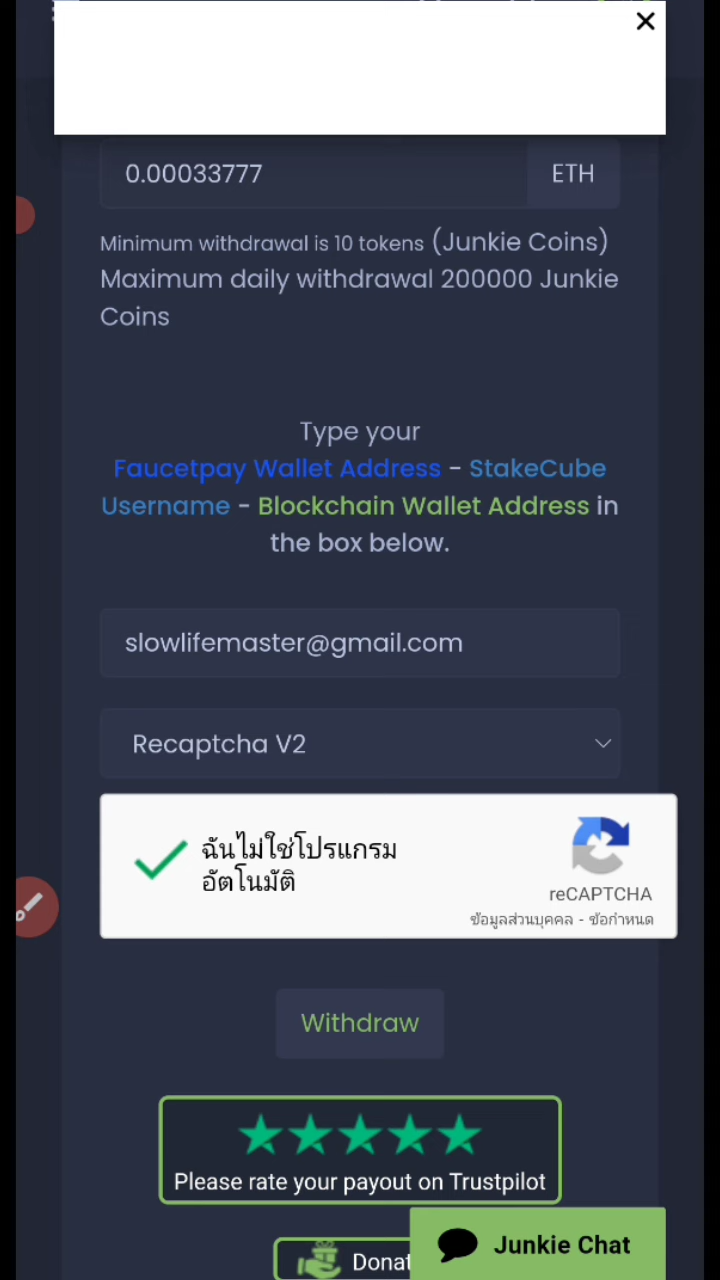 0.00033777 ETH
Minimum withdrawal is 10 tokens (Junkie Coins)
Maximum daily withdrawal 200000 Junkie
Coins
Type your
Faucetpay Wallet Address - StakeCube
Username - Blockchain Wallet Address in
the box below.
slowlifemaster@gmail.com
Recaptcha V2
ฉันไม่ใช่โปรแกรม
อัตโนมัติ
reCAPTCHA
ข้อมูลส่วนบุคคล - ข้อกำหนด
Withdraw
Please rate your payout on Trustpilot
Junkie Chat